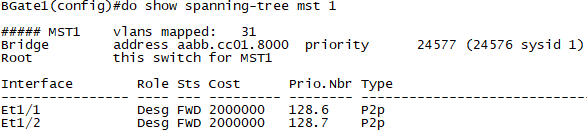 BGate1(config)#do show spanning-tree mst 1
##### MST1    vlans mapped:   31
Bridge        address aabb.cc01.8000  priority      24577 (24576 sysid 1)
Root          this switch for MST1
Interface        Role Sts Cost      Prio.Nbr Type
---------------- ---- --- --------- -------- --------------------------------
Et1/1            Desg FWD 2000000   128.6    P2p
Et1/2            Desg FWD 2000000   128.7    P2p